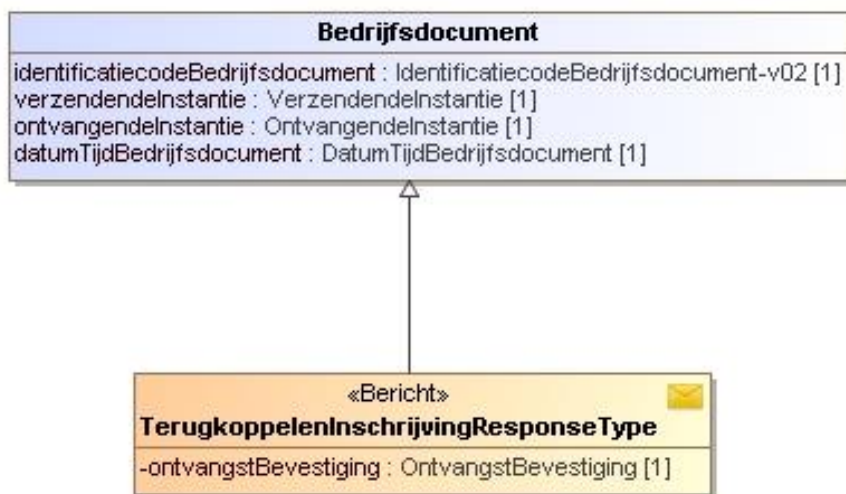 Bedrijfsdocument
identificatiecodeBedrijfsdocument : IdentificatiecodeBedrijfsdocument-v02 [1]
verzendendeInstantie : VerzendendeInstantie [1]
ontvangendeInstantie : OntvangendeInstantie [1]
datumTijdBedrijfsdocument : DatumTijdBedrijfsdocument [1]
«Bericht»
TerugkoppelenInschrijvingResponseType
-ontvangstBevestiging : OntvangstBevestiging [1]